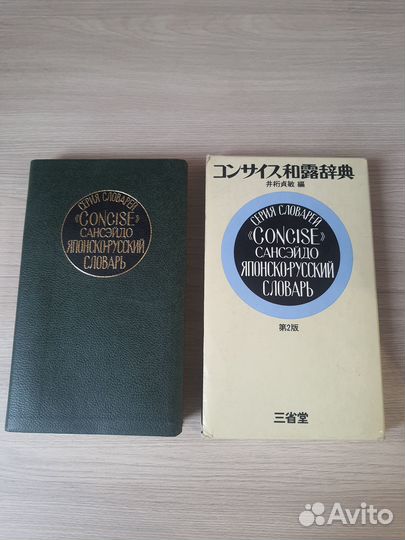 СЕРИЯ СЛОВАРЕЙ
《CONCISE》
САНСЭЙДО
ЯПОНСКО-РУССКИЙ
СЛОВАРЬ
コンサイス和露辞典
井桁貞敏 編
СЕРИЯ СЛОВАРЕЙ
《CONCISE》
САНСЭЙДО
ЯПОНСКО-РУССКИЙ
СЛОВАРЬ
第2版
三省堂
Avito